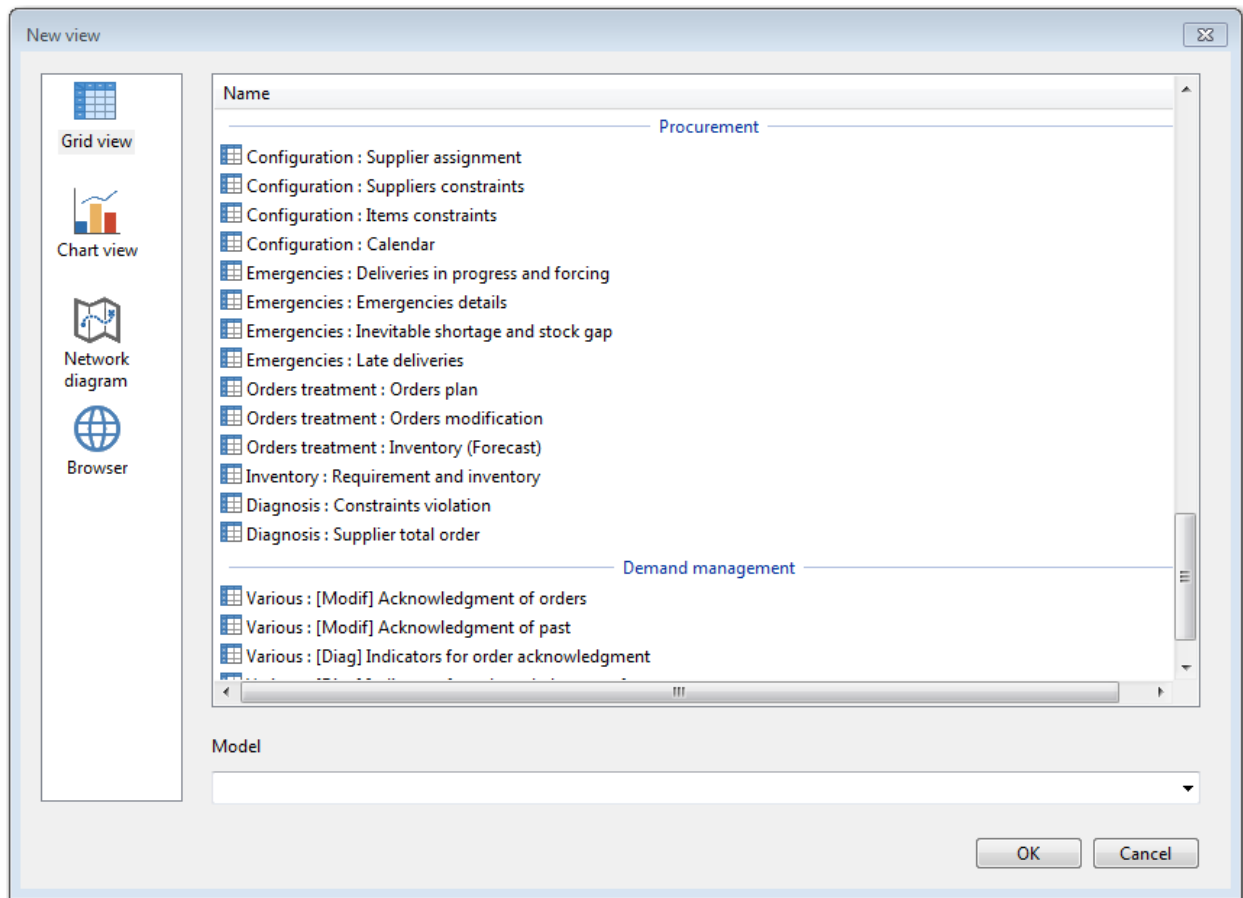 New view
Grid view
Chart view
Network
diagram
Browser
Name
Procurement
Configuration : Supplier assignment
Configuration : Suppliers constraints
Configuration : Items constraints
Configuration : Calendar
Emergencies : Deliveries in progress and forcing
Emergencies : Emergencies details
Emergencies : Inevitable shortage and stock gap
Emergencies : Late deliveries
Orders treatment : Orders plan
Orders treatment : Orders modification
Orders treatment : Inventory (Forecast)
Inventory : Requirement and inventory
Diagnosis : Constraints violation
Diagnosis : Supplier total order
Demand management
Various : [Modif] Acknowledgment of orders
Various : [Modif] Acknowledgment of past
Various : [Diag] Indicators for order acknowledgment
Model
OK
Cancel